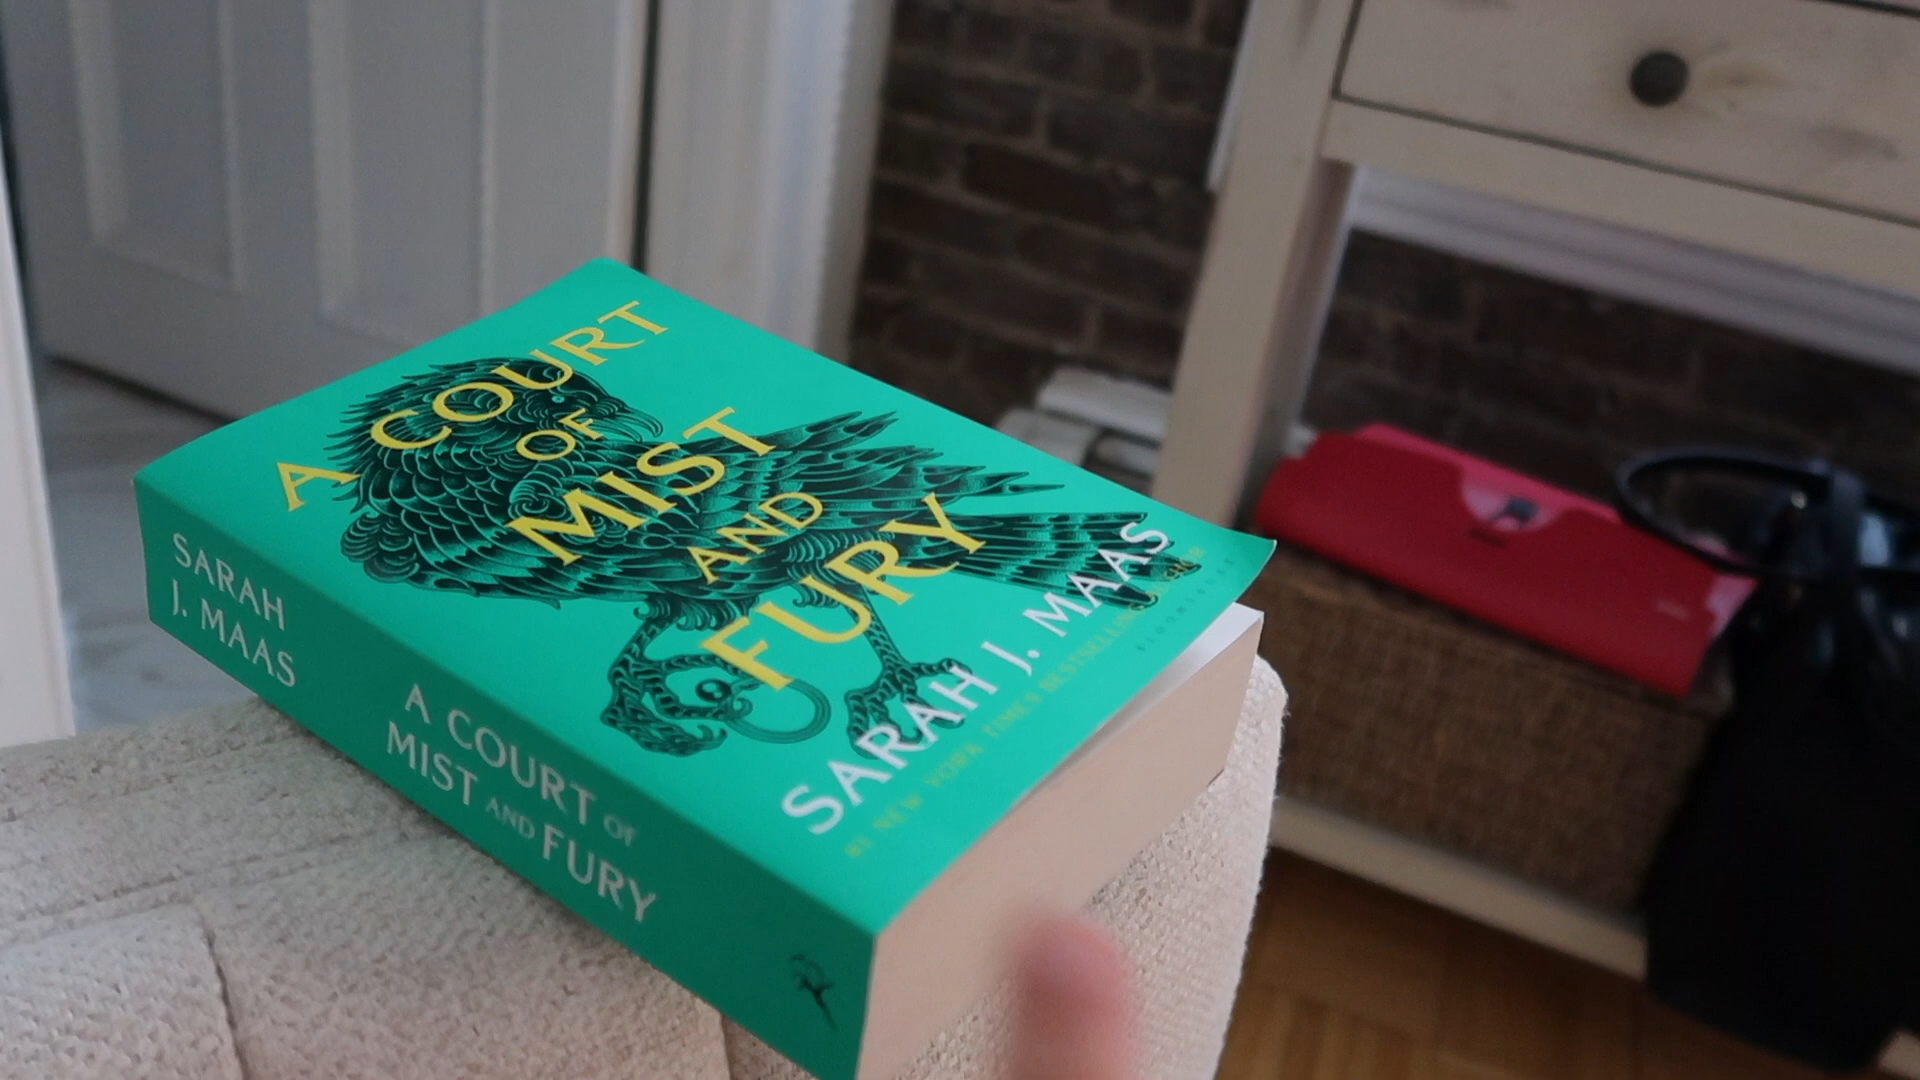 A COURT
OF
MIST
AND
FURY
SARAH J. MAAS
#1 NEW YORK TIMES BESTSELLING AUTHOR
BLOOMSBURY
SARAH
J. MAAS
A COURT OF
MIST AND FURY